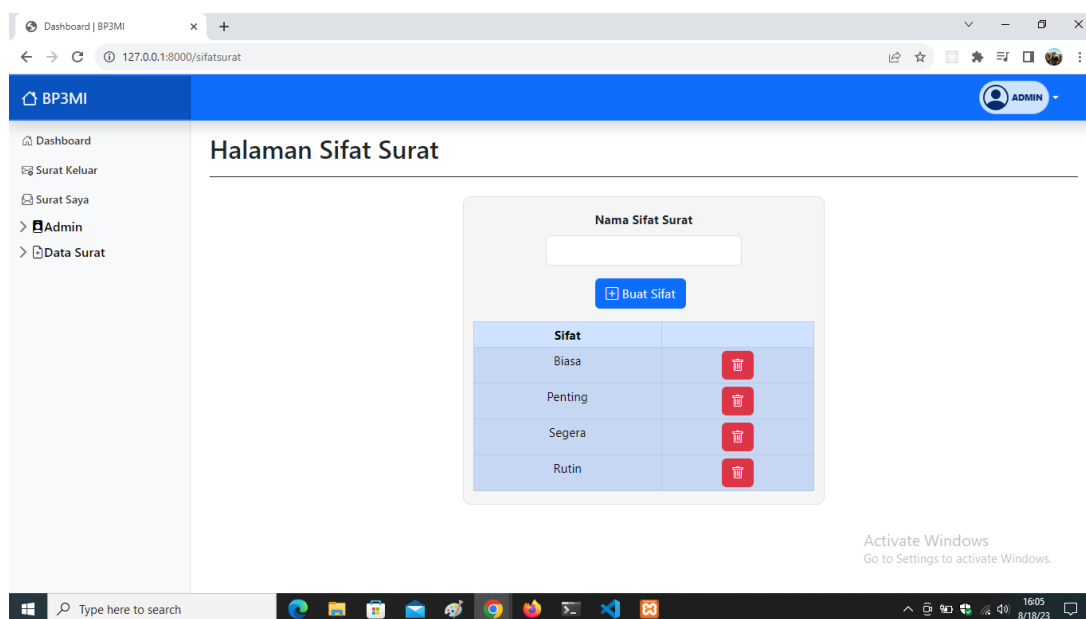 Dashboard | BP3MI
127.0.0.1:8000/sifatsurat
BP3MI
ADMIN
Dashboard
Surat Keluar
Surat Saya
Admin
Data Surat
Halaman Sifat Surat
Nama Sifat Surat
Buat Sifat
Sifat
Biasa
Penting
Segera
Rutin
Activate Windows
Go to Settings to activate Windows.
Type here to search
16:05
8/18/23